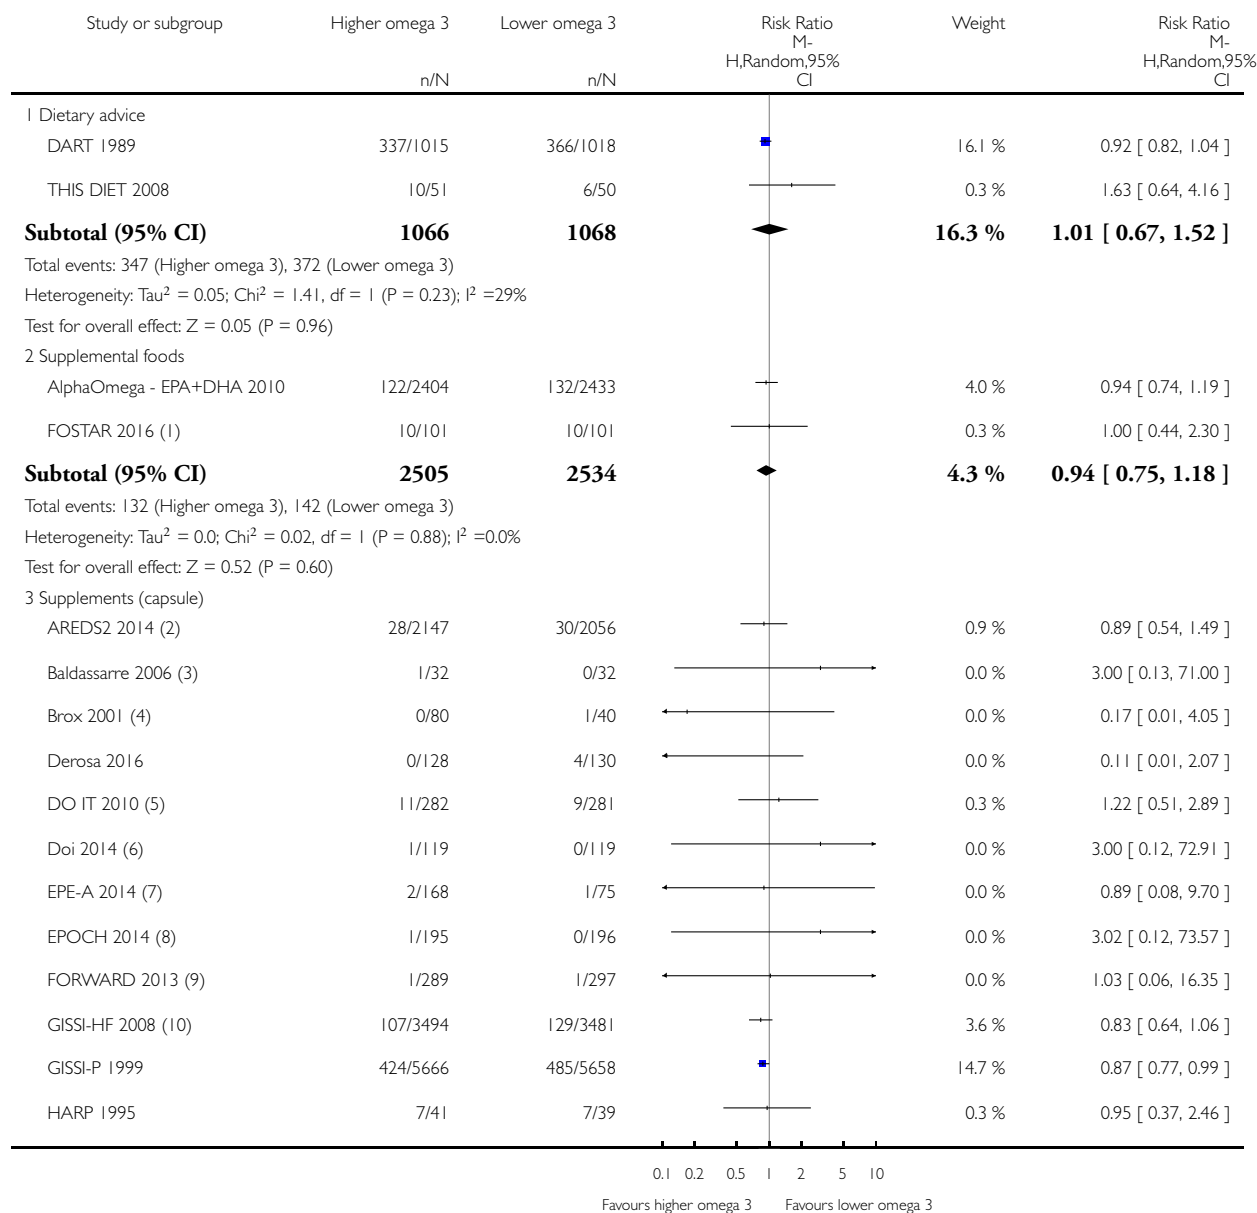 Study or subgroup Higher omega 3 Lower omega 3 Risk Ratio Weight Risk Ratio
M- M-
H,Random,95% H,Random,95%
n/N n/N CI CI
1 Dietary advice
DART 1989 337/1015 366/1018 16.1 % 0.92 [ 0.82, 1.04 ]
THIS DIET 2008 10/51 6/50 0.3 % 1.63 [ 0.64, 4.16 ]
Subtotal (95% CI) 1066 1068 16.3 % 1.01 [ 0.67, 1.52 ]
Total events: 347 (Higher omega 3), 372 (Lower omega 3)
Heterogeneity: Tau² = 0.05; Chi² = 1.41, df = 1 (P = 0.23); I² =29%
Test for overall effect: Z = 0.05 (P = 0.96)
2 Supplemental foods
AlphaOmega - EPA+DHA 2010 122/2404 132/2433 4.0 % 0.94 [ 0.74, 1.19 ]
FOSTAR 2016 (1) 10/101 10/101 0.3 % 1.00 [ 0.44, 2.30 ]
Subtotal (95% CI) 2505 2534 4.3 % 0.94 [ 0.75, 1.18 ]
Total events: 132 (Higher omega 3), 142 (Lower omega 3)
Heterogeneity: Tau² = 0.0; Chi² = 0.02, df = 1 (P = 0.88); I² =0.0%
Test for overall effect: Z = 0.52 (P = 0.60)
3 Supplements (capsule)
AREDS2 2014 (2) 28/2147 30/2056 0.9 % 0.89 [ 0.54, 1.49 ]
Baldassarre 2006 (3) 1/32 0/32 0.0 % 3.00 [ 0.13, 71.00 ]
Brox 2001 (4) 0/80 1/40 0.0 % 0.17 [ 0.01, 4.05 ]
Derosa 2016 0/128 4/130 0.0 % 0.11 [ 0.01, 2.07 ]
DO IT 2010 (5) 11/282 9/281 0.3 % 1.22 [ 0.51, 2.89 ]
Doi 2014 (6) 1/119 0/119 0.0 % 3.00 [ 0.12, 72.91 ]
EPE-A 2014 (7) 2/168 1/75 0.0 % 0.89 [ 0.08, 9.70 ]
EPOCH 2014 (8) 1/195 0/196 0.0 % 3.02 [ 0.12, 73.57 ]
FORWARD 2013 (9) 1/289 1/297 0.0 % 1.03 [ 0.06, 16.35 ]
GISSI-HF 2008 (10) 107/3494 129/3481 3.6 % 0.83 [ 0.64, 1.06 ]
GISSI-P 1999 424/5666 485/5658 14.7 % 0.87 [ 0.77, 0.99 ]
HARP 1995 7/41 7/39 0.3 % 0.95 [ 0.37, 2.46 ]
0.1 0.2 0.5 1 2 5 10
Favours higher omega 3 Favours lower omega 3